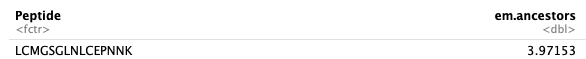 Peptide em.ancestors
<fctr> <dbl>
LCMGSGLNLCEPNNK 3.97153